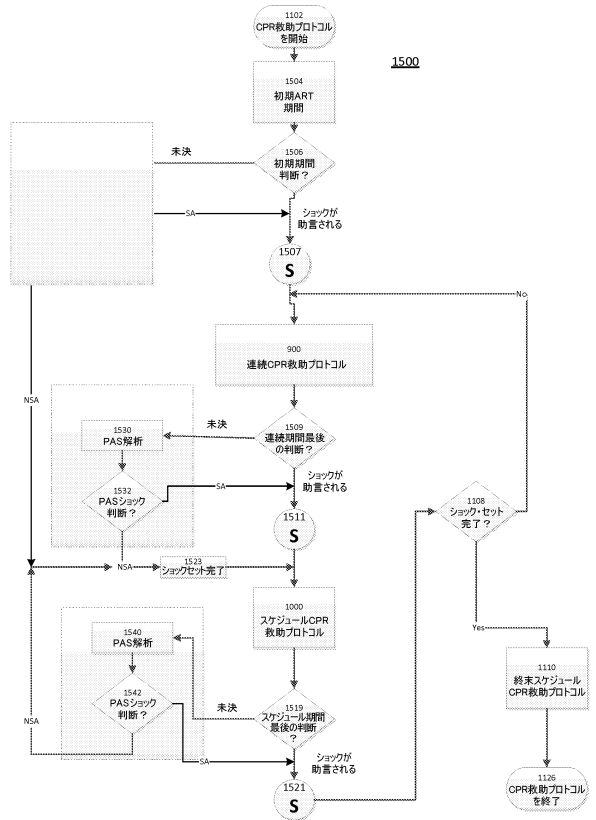 1102
CPR救助プロトコル
を開始
1500
1504
初期ART
期間
未決
1506
初期期間
判断？
SA
ショックが
助言される
1507
S
No
900
連続CPR救助プロトコル
NSA
1530
PAS解析
未決
1509
連続期間最後
の判断？
1532
PASショック
判断？
SA
ショックが
助言される
1108
ショック・セット
完了？
1511
S
NSA
1523
ショックセット完了
1000
スケジュールCPR
救助プロトコル
1540
PAS解析
Yes
1110
終末スケジュール
CPR救助プロトコル
1542
PASショック
判断？
未決
1519
スケジュール期間
最後の判断
？
NSA
SA
ショックが
助言される
1521
S
1126
CPR救助プロトコル
を終了